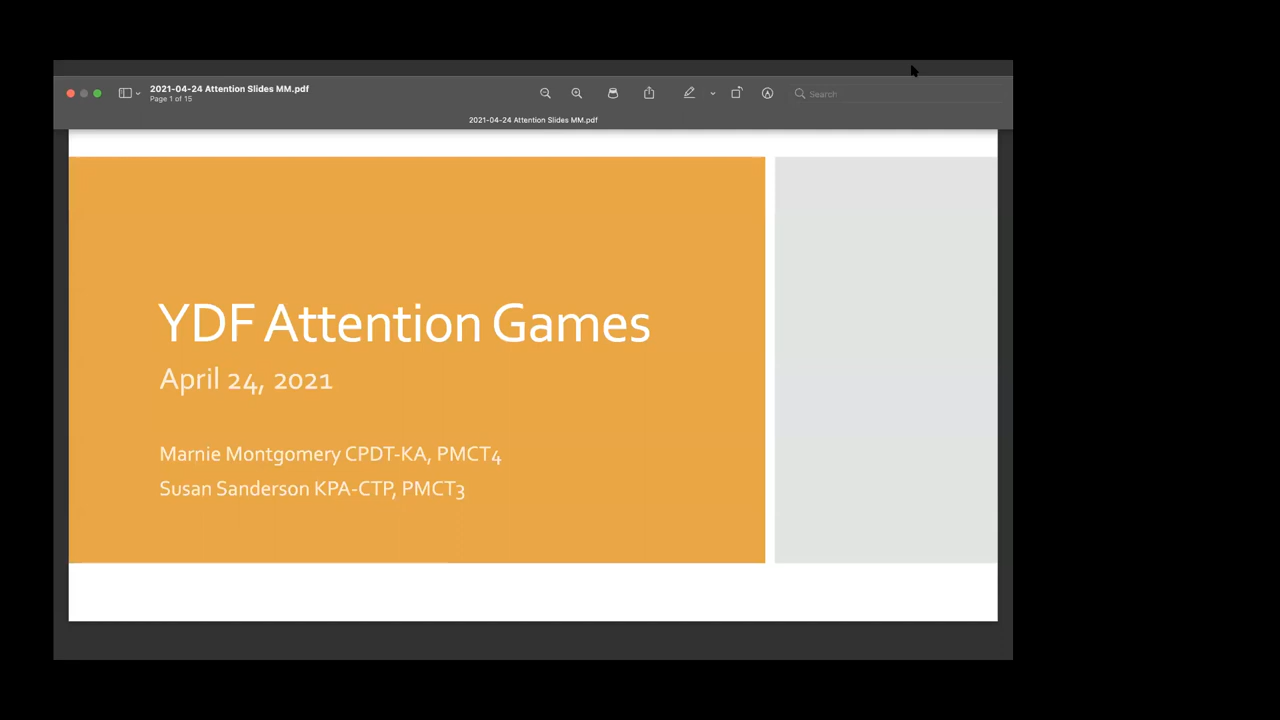 2021-04-24 Attention Slides MM.pdf
Page 1 of 15
Search
2021-04-24 Attention Slides MM.pdf
YDF Attention Games
April 24, 2021
Marnie Montgomery CPDT-KA, PMCT4
Susan Sanderson KPA-CTP, PMCT3